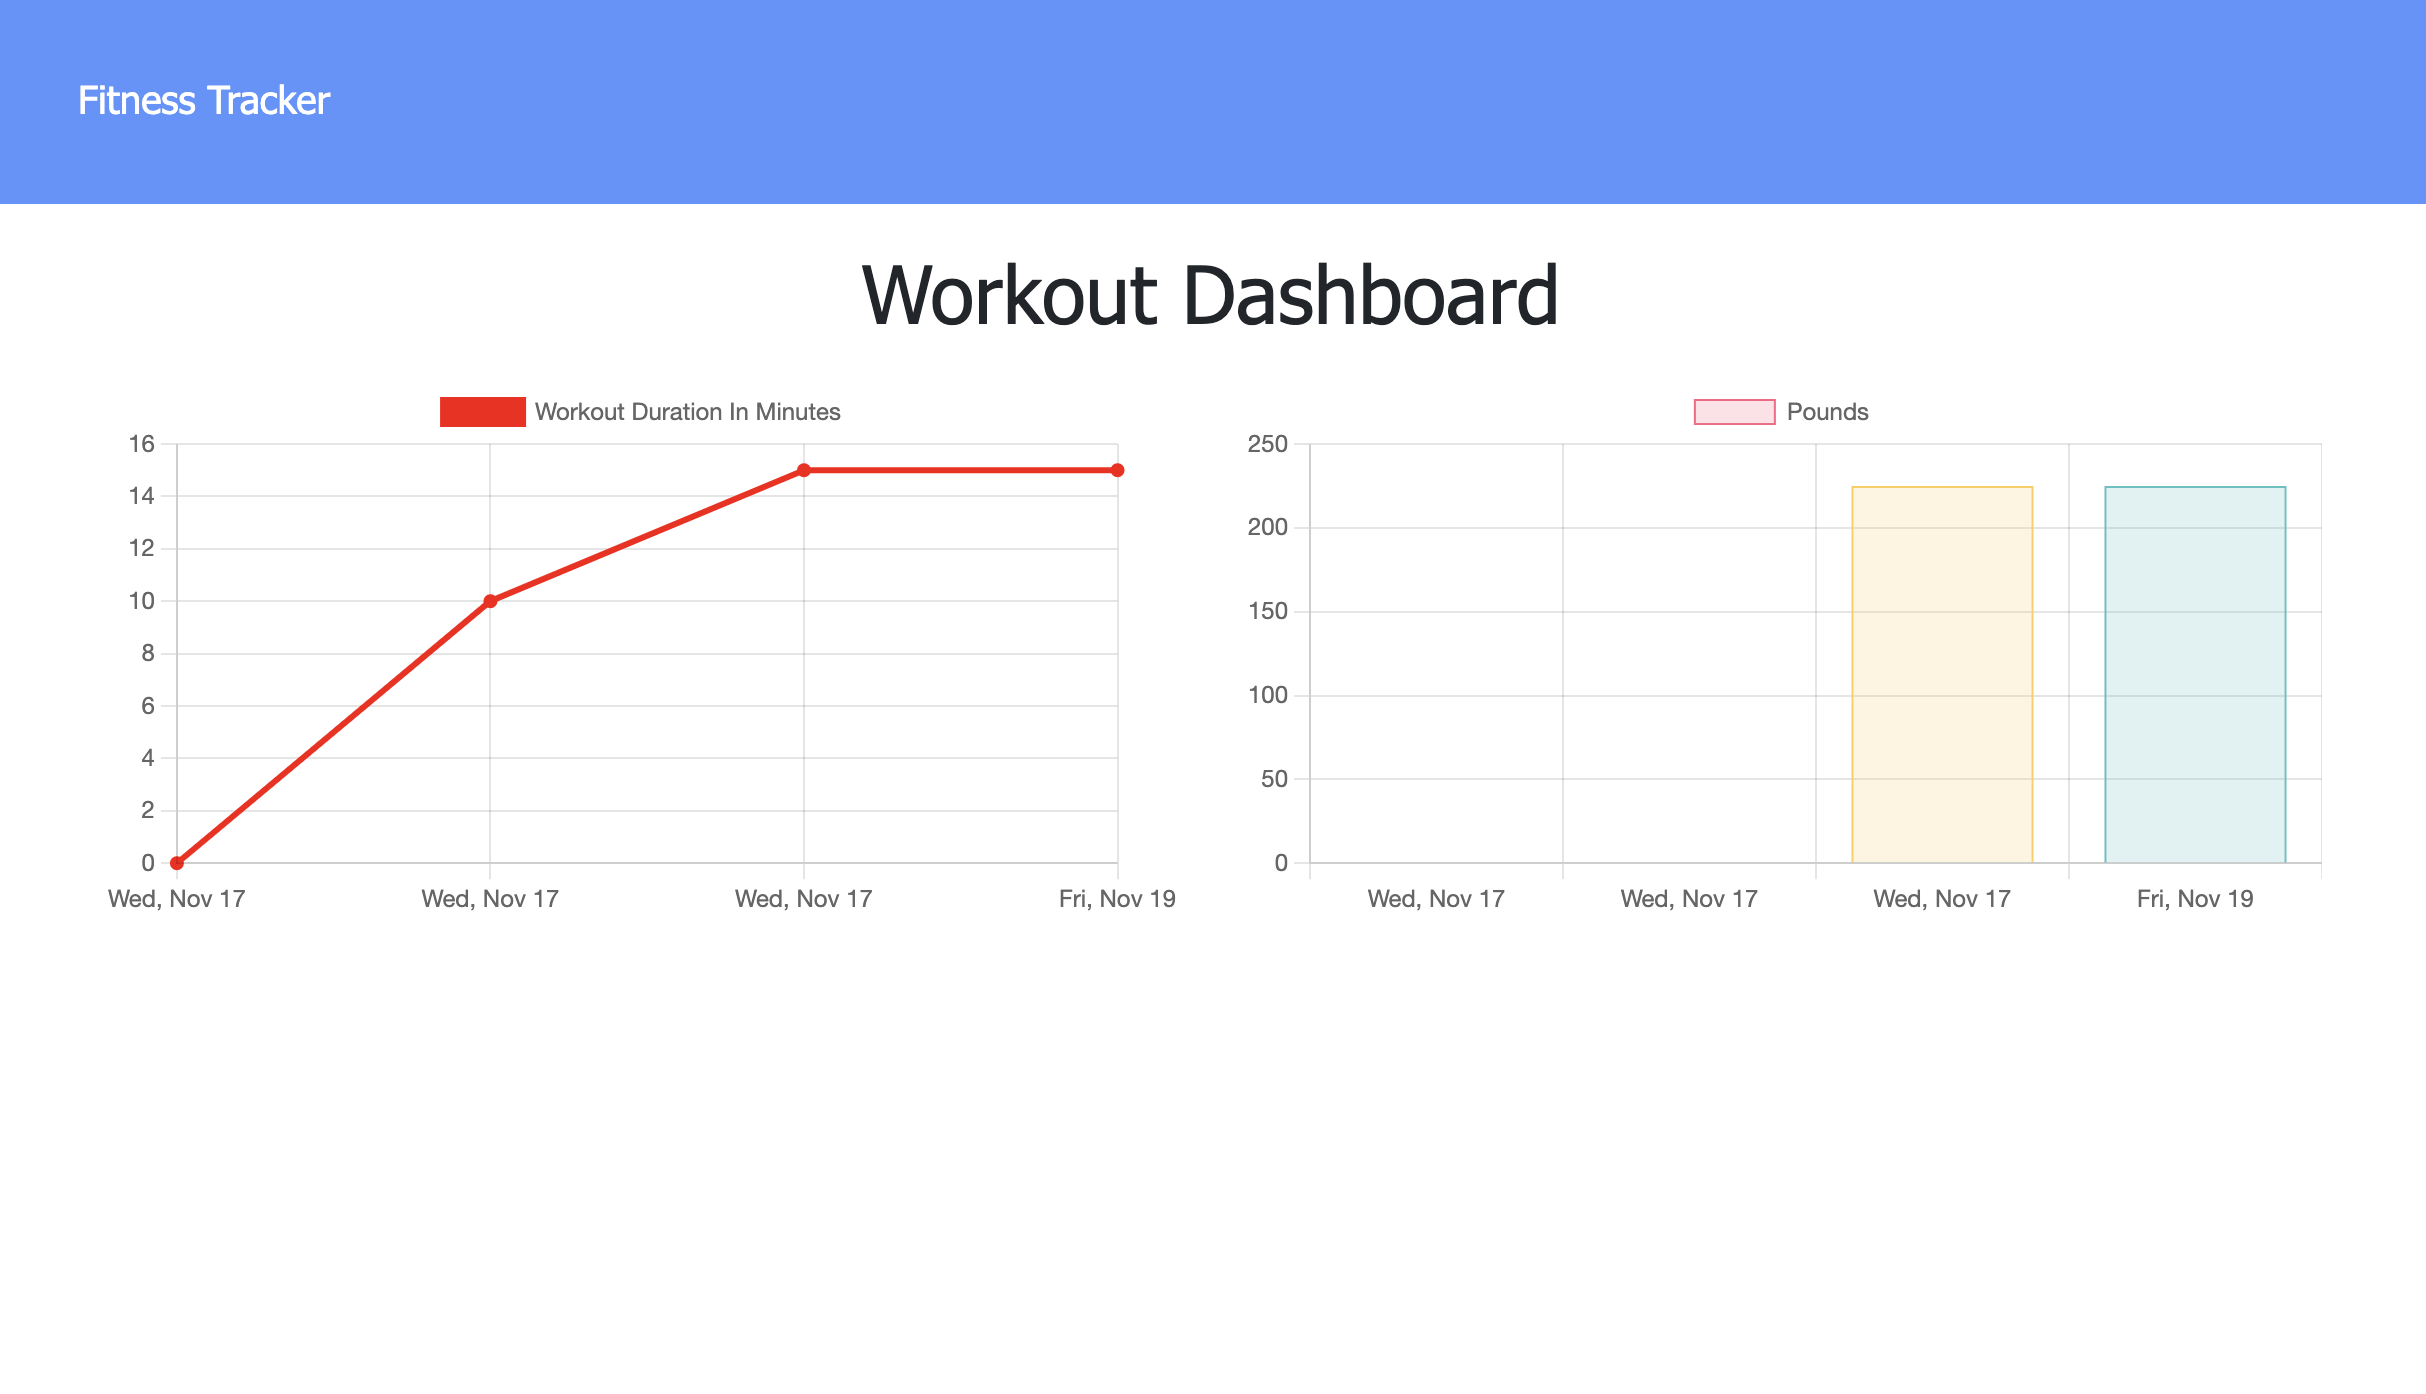 Fitness Tracker
Workout Dashboard
Workout Duration In Minutes
16
14
12
10
8
6
4
2
0
Wed, Nov 17 Wed, Nov 17 Wed, Nov 17 Fri, Nov 19
Pounds
250
200
150
100
50
0
Wed, Nov 17 Wed, Nov 17 Wed, Nov 17 Fri, Nov 19